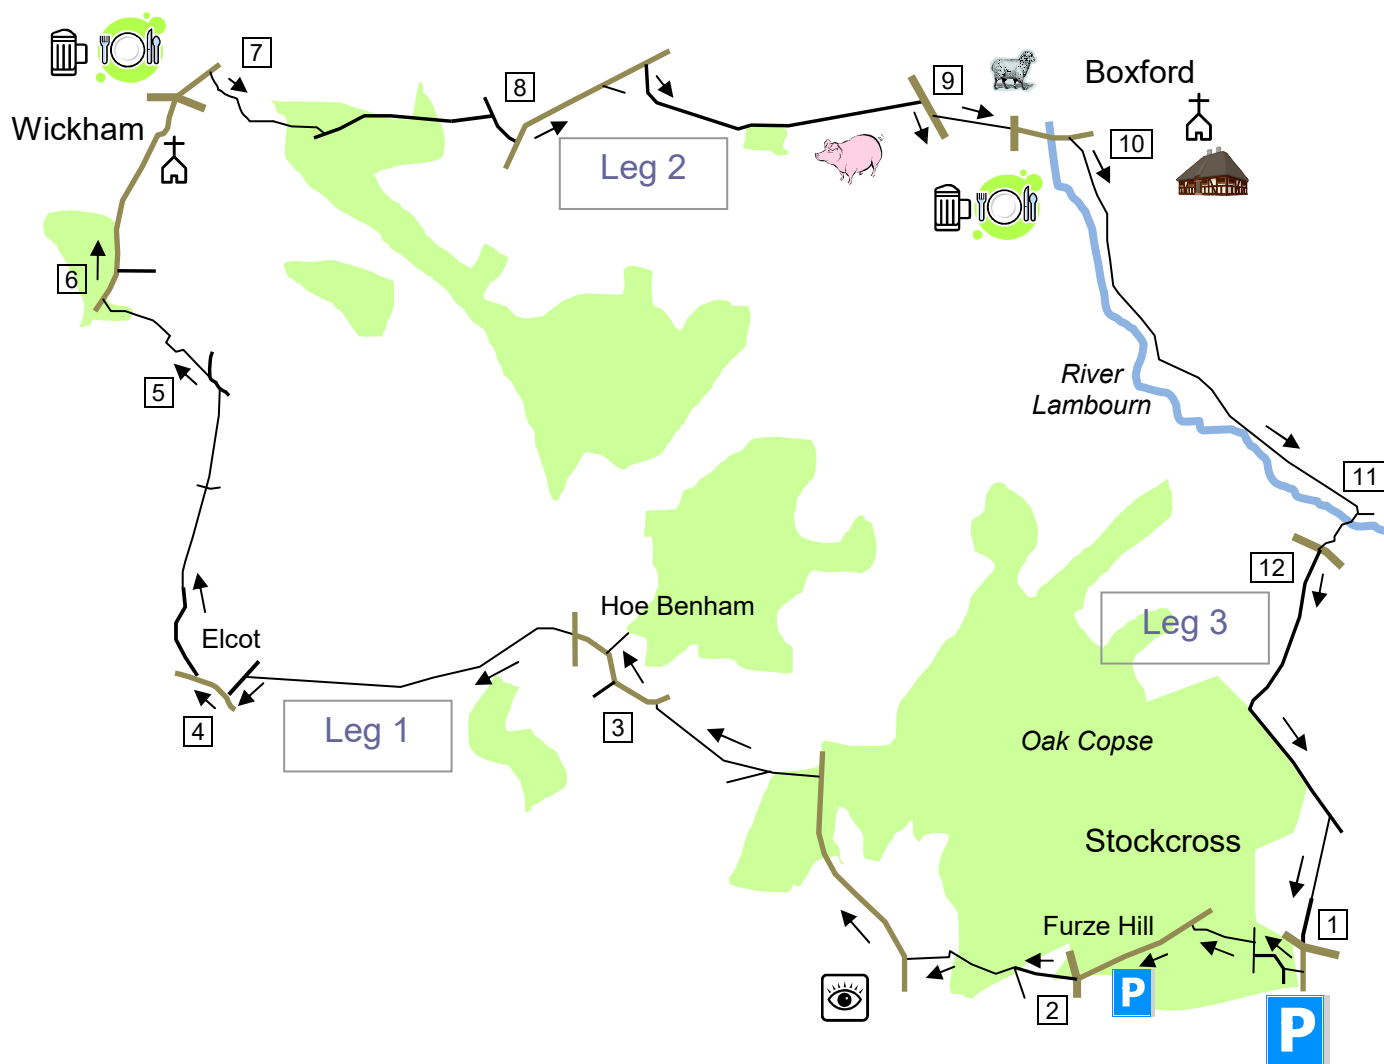 7
8
9
Boxford
Wickham
10
Leg 2
6
5
River
Lambourn
11
12
Hoe Benham
Elcot
Leg 3
4
Leg 1
3
Oak Copse
Stockcross
Furze Hill
1
2
P
P